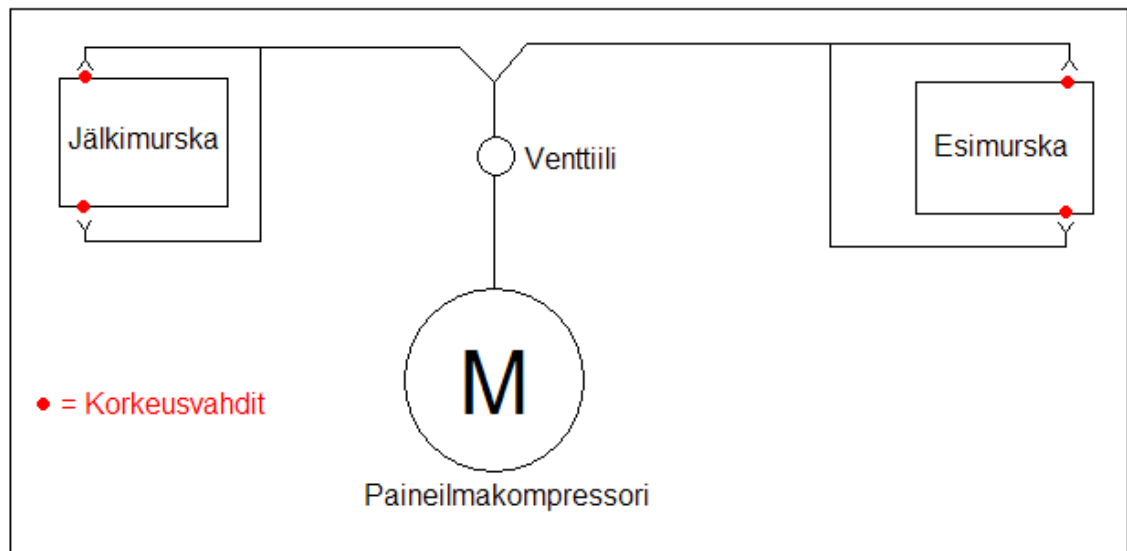 Jälkimurska
Esimurska
Venttiili
M
= Korkeusvahdit
Paineilmakompressori